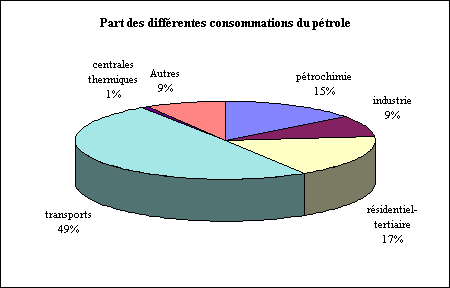 Part des différentes consommations du pétrole
centrales
thermiques
1%
Autres
9%
pétrochimie
15%
industrie
9%
résidentiel-
tertiaire
17%
transports
49%